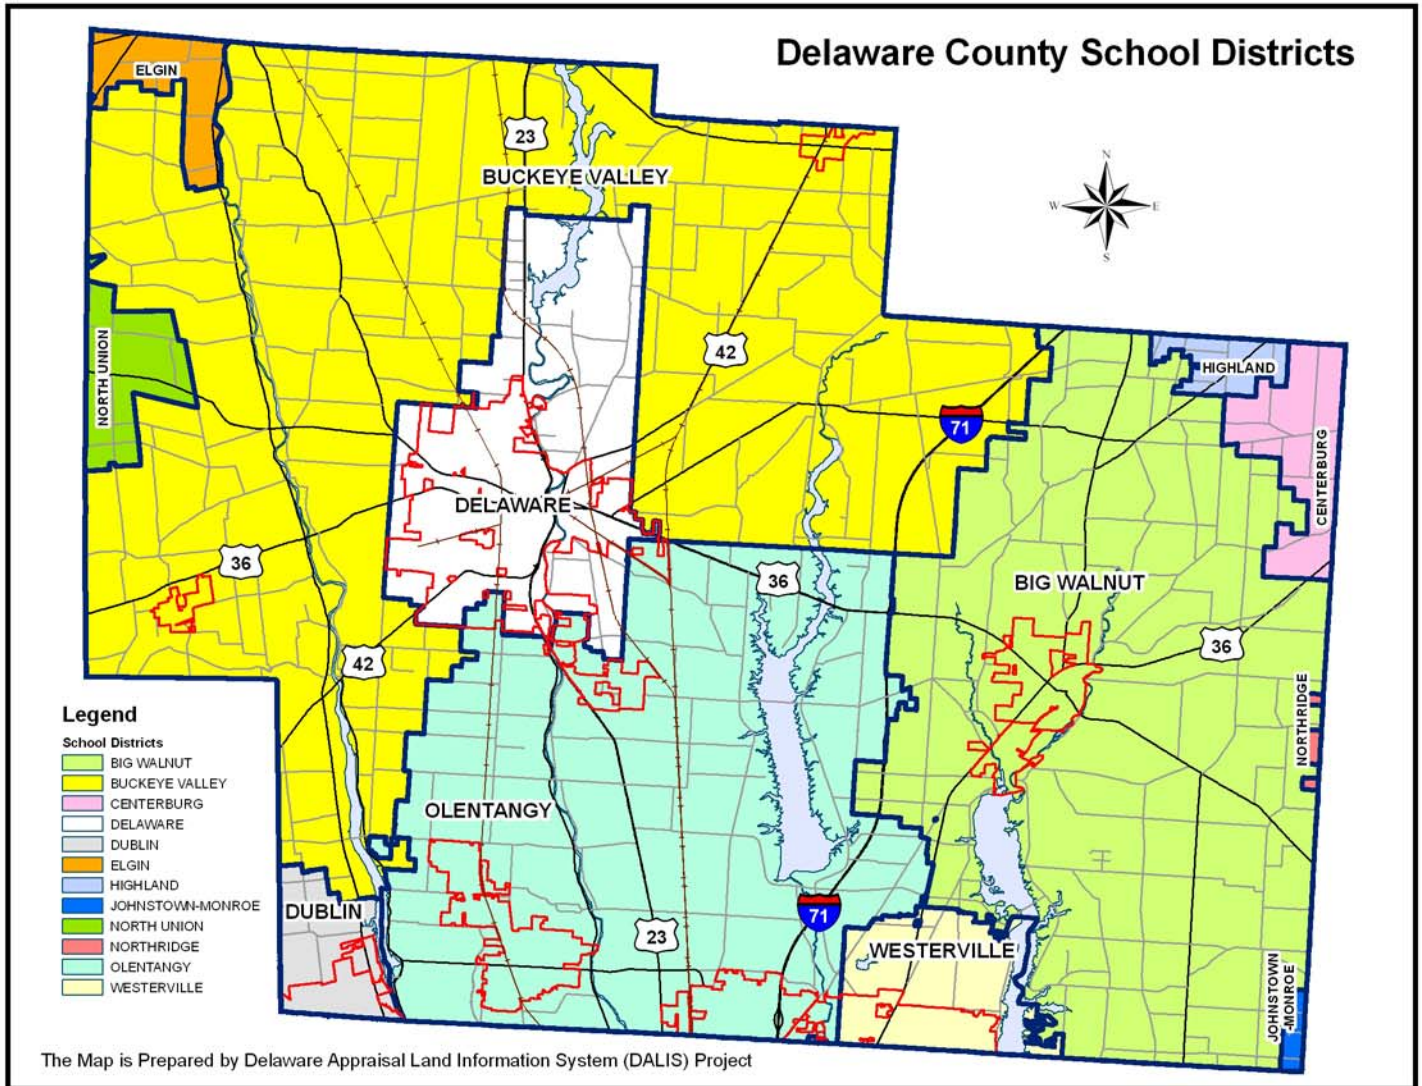 Delaware County School Districts
ELGIN
23
BUCKEYE VALLEY
N
W E
S
NORTH UNION
42
HIGHLAND
71
CENTERBURG
DELAWARE
36
36
BIG WALNUT
36
42
NORTHRIDGE
Legend
School Districts
BIG WALNUT
BUCKEYE VALLEY
CENTERBURG
DELAWARE
DUBLIN
ELGIN
HIGHLAND
JOHNSTOWN-MONROE
NORTH UNION
NORTHRIDGE
OLENTANGY
WESTERVILLE
OLENTANGY
DUBLIN
71
23
WESTERVILLE
JOHNSTOWN
-MONROE
The Map is Prepared by Delaware Appraisal Land Information System (DALIS) Project